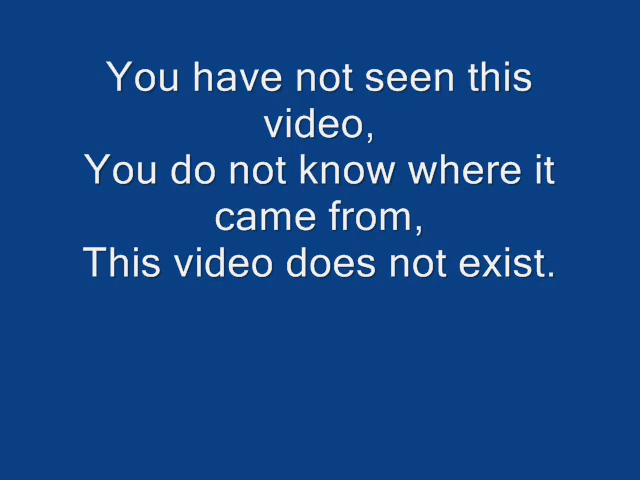 You have not seen this
video,
You do not know where it
came from,
This video does not exist.